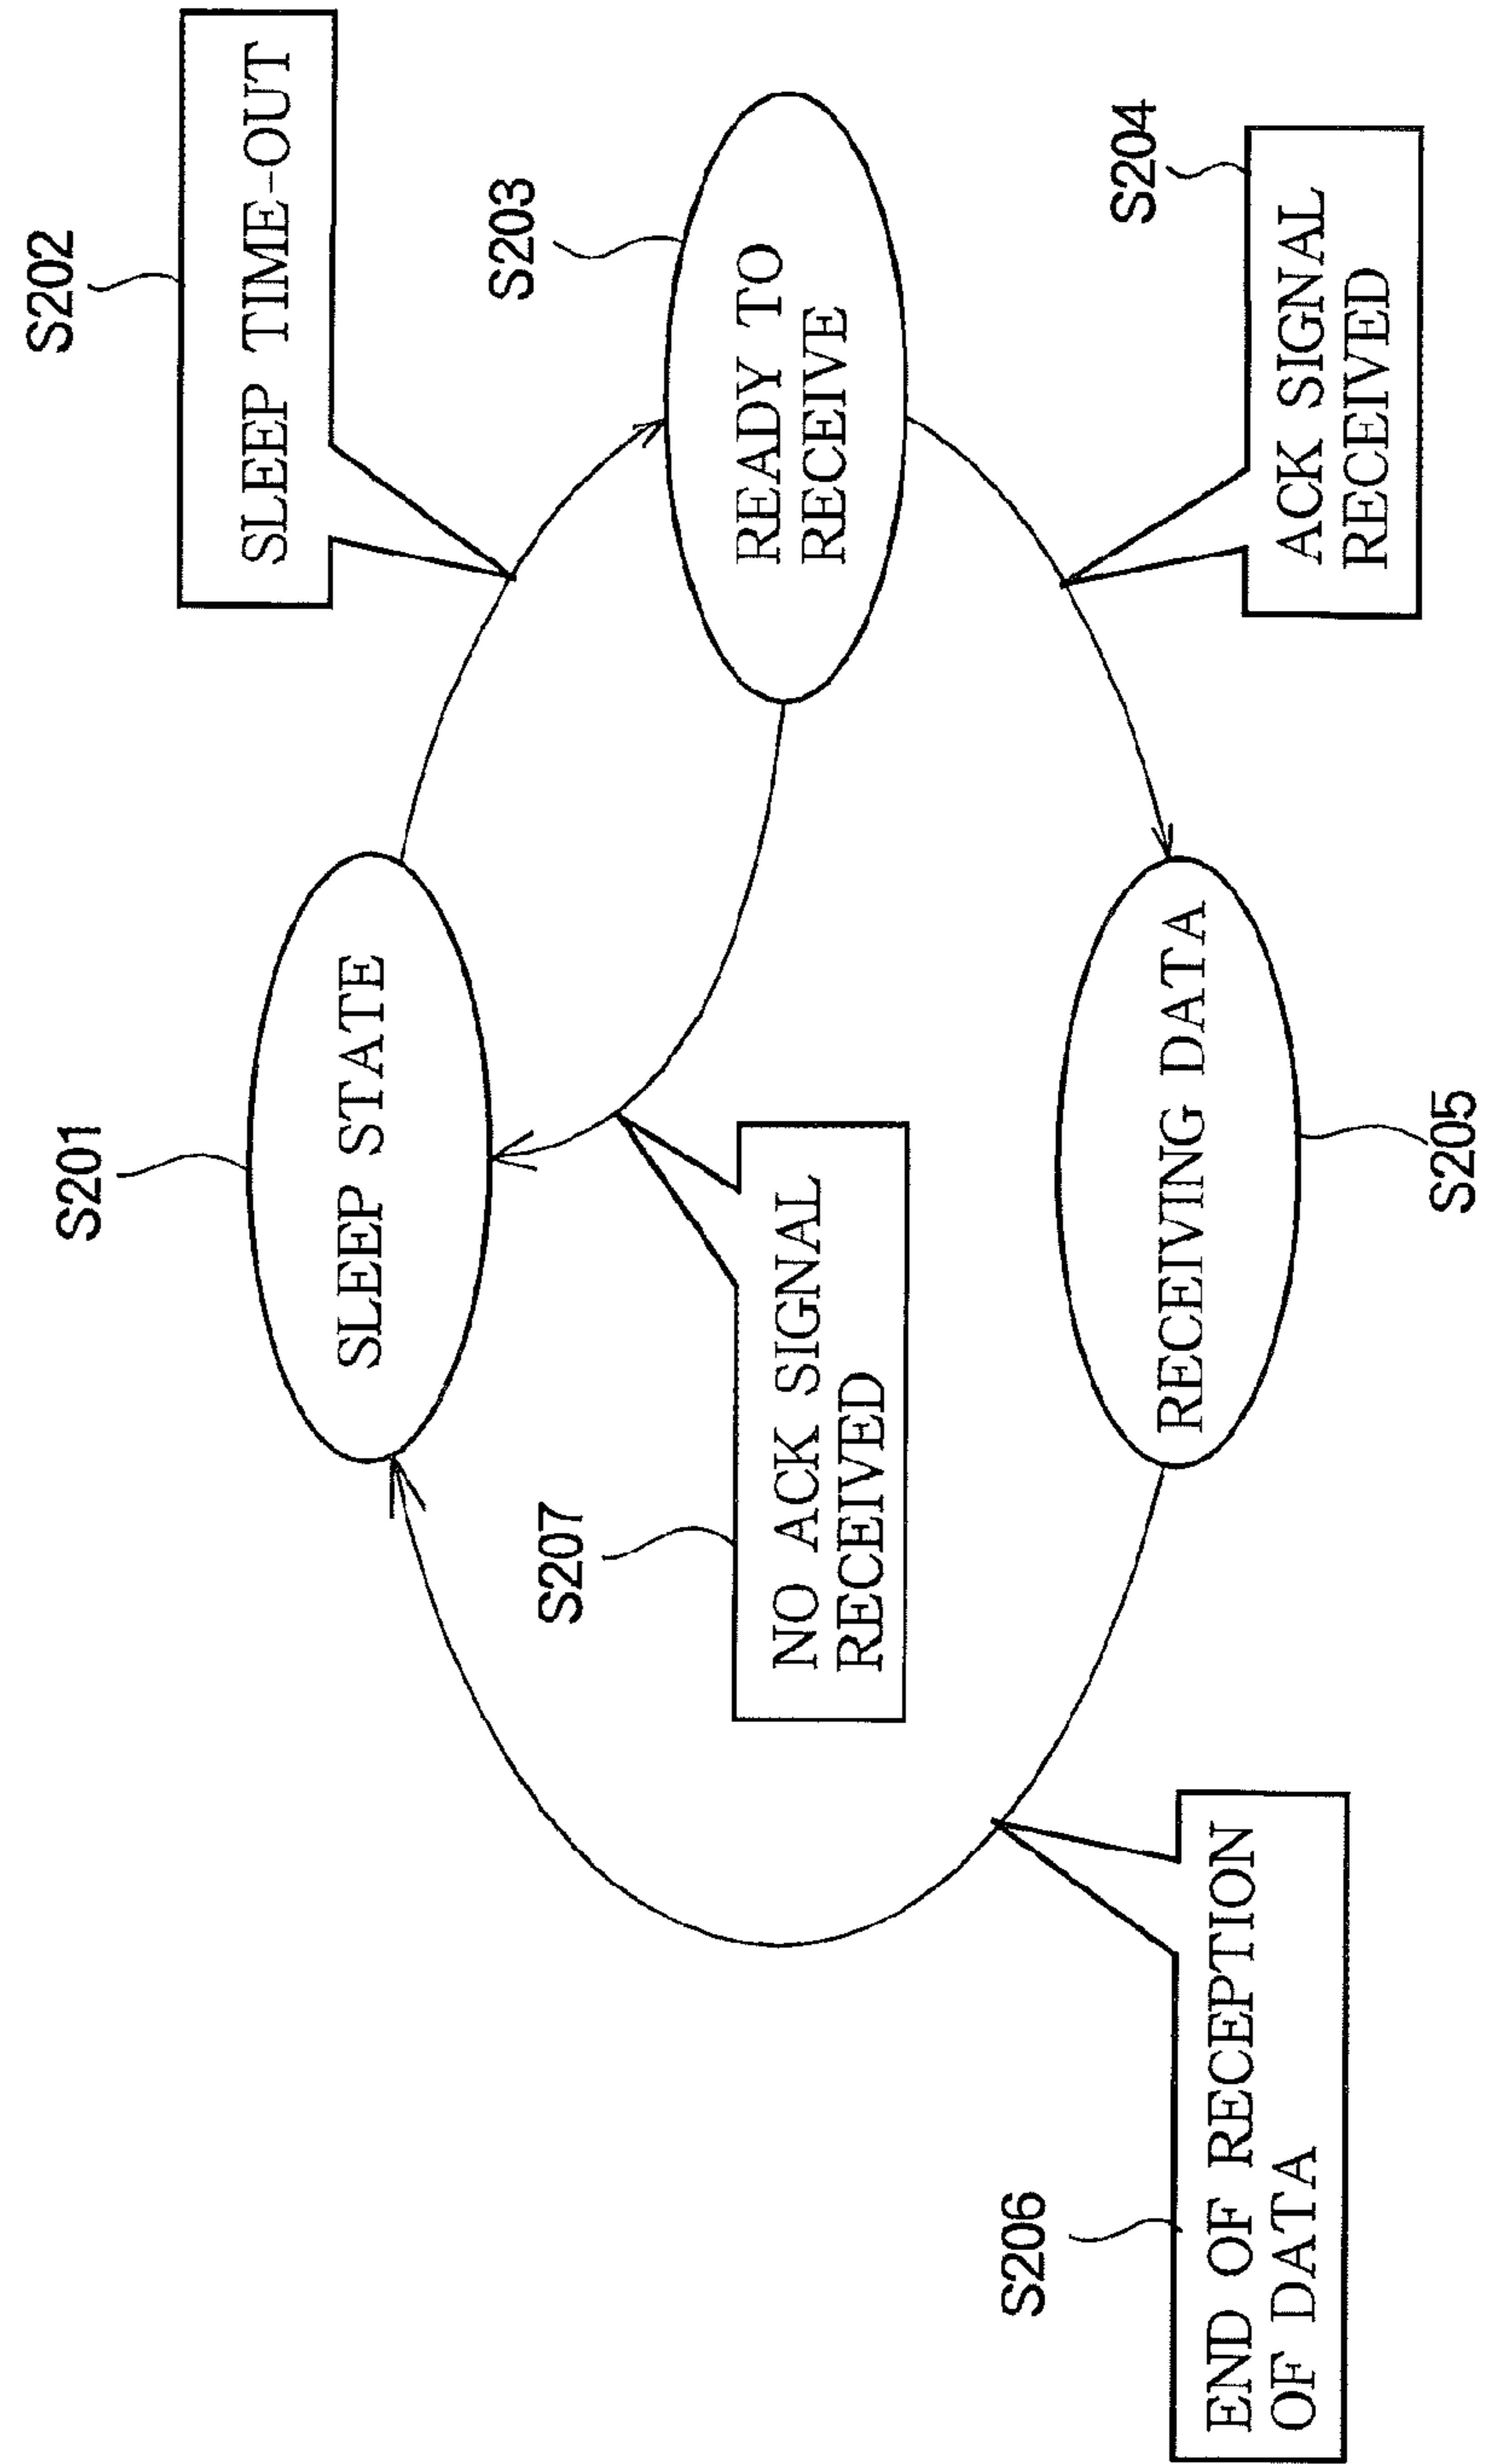 S201
SLEEP STATE
S202
SLEEP TIME-OUT
S203
READY TO
RECEIVE
S207
NO ACK SIGNAL
RECEIVED
S204
ACK SIGNAL
RECEIVED
S205
RECEIVING DATA
S206
END OF RECEPTION
OF DATA